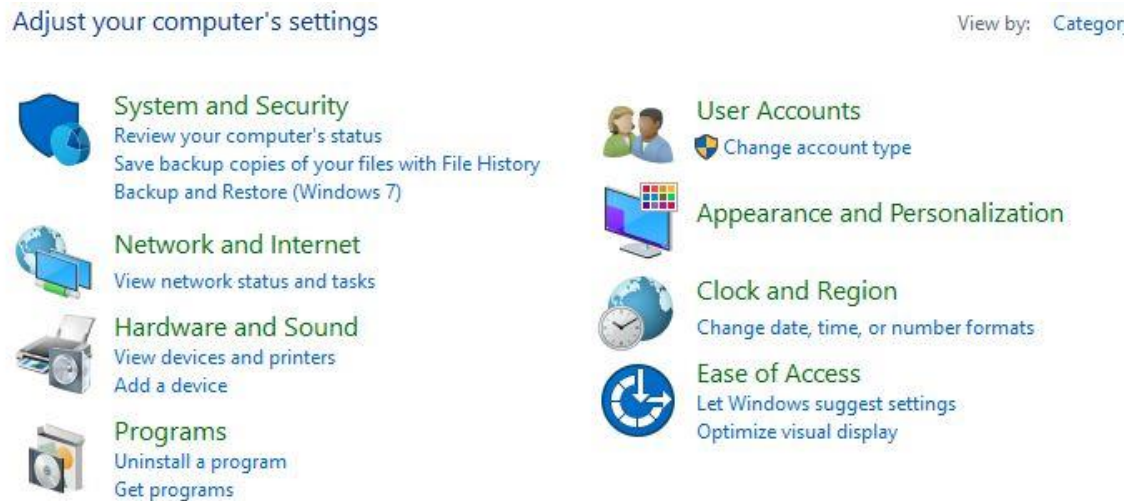 Adjust your computer's settings
View by:
System and Security
Review your computer's status
Save backup copies of your files with File History
Backup and Restore (Windows 7)
Network and Internet
View network status and tasks
Hardware and Sound
View devices and printers
Add a device
Programs
Uninstall a program
Get programs
User Accounts
Change account type
Appearance and Personalization
Clock and Region
Change date, time, or number formats
Ease of Access
Let Windows suggest settings
Optimize visual display